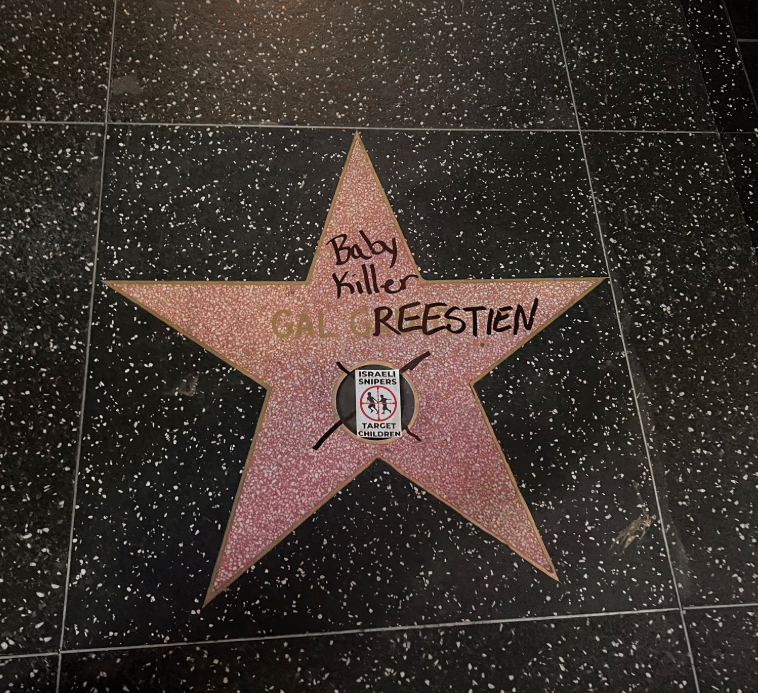 Baby
Killer
GAL GREESTIEN
ISRAELI
SNIPERS
TARGET
CHILDREN